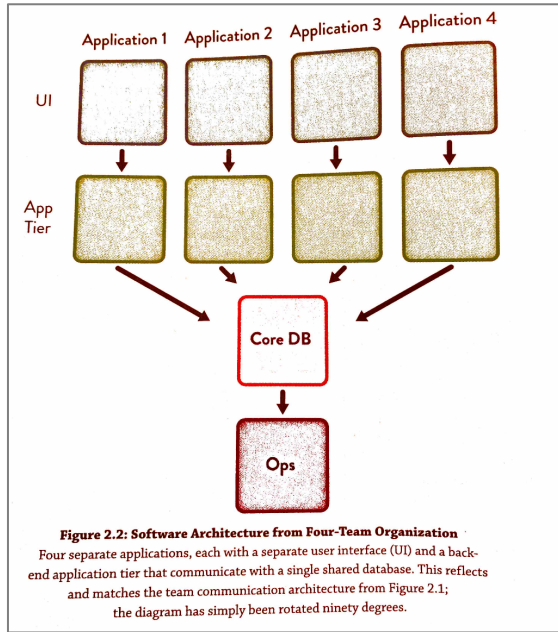 Application 1 Application 2 Application 3 Application 4
UI
App
Tier
Core DB
Ops
Figure 2.2: Software Architecture from Four-Team Organization
Four separate applications, each with a separate user interface (UI) and a back-
end application tier that communicate with a single shared database. This reflects
and matches the team communication architecture from Figure 2.1;
the diagram has simply been rotated ninety degrees.